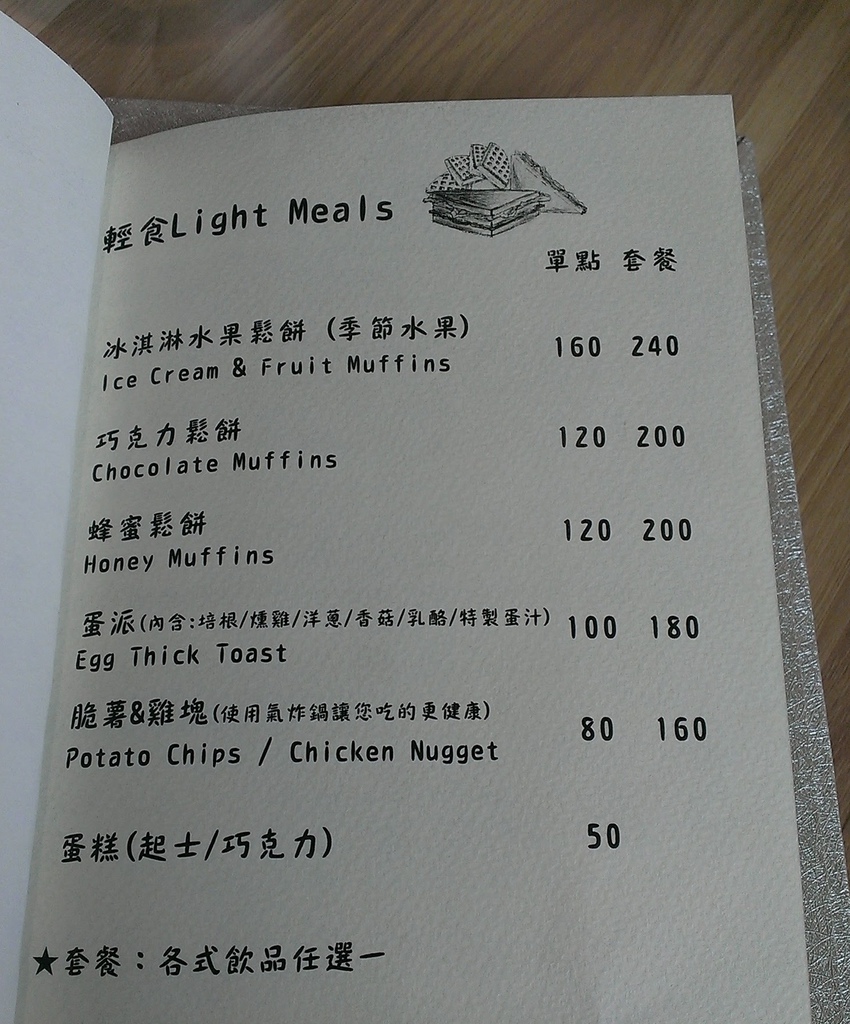 輕食Light Meals
單點 套餐
冰淇淋水果鬆餅 (季節水果) 160 240
Ice Cream & Fruit Muffins
巧克力鬆餅 120 200
Chocolate Muffins
蜂蜜鬆餅 120 200
Honey Muffins
蛋派(內含:培根/燻雞/洋蔥/香菇/乳酪/特製蛋汁) 100 180
Egg Thick Toast
脆薯&雞塊(使用氣炸鍋讓您吃的更健康) 80 160
Potato Chips / Chicken Nugget
蛋糕(起士/巧克力) 50
★套餐：各式飲品任選一